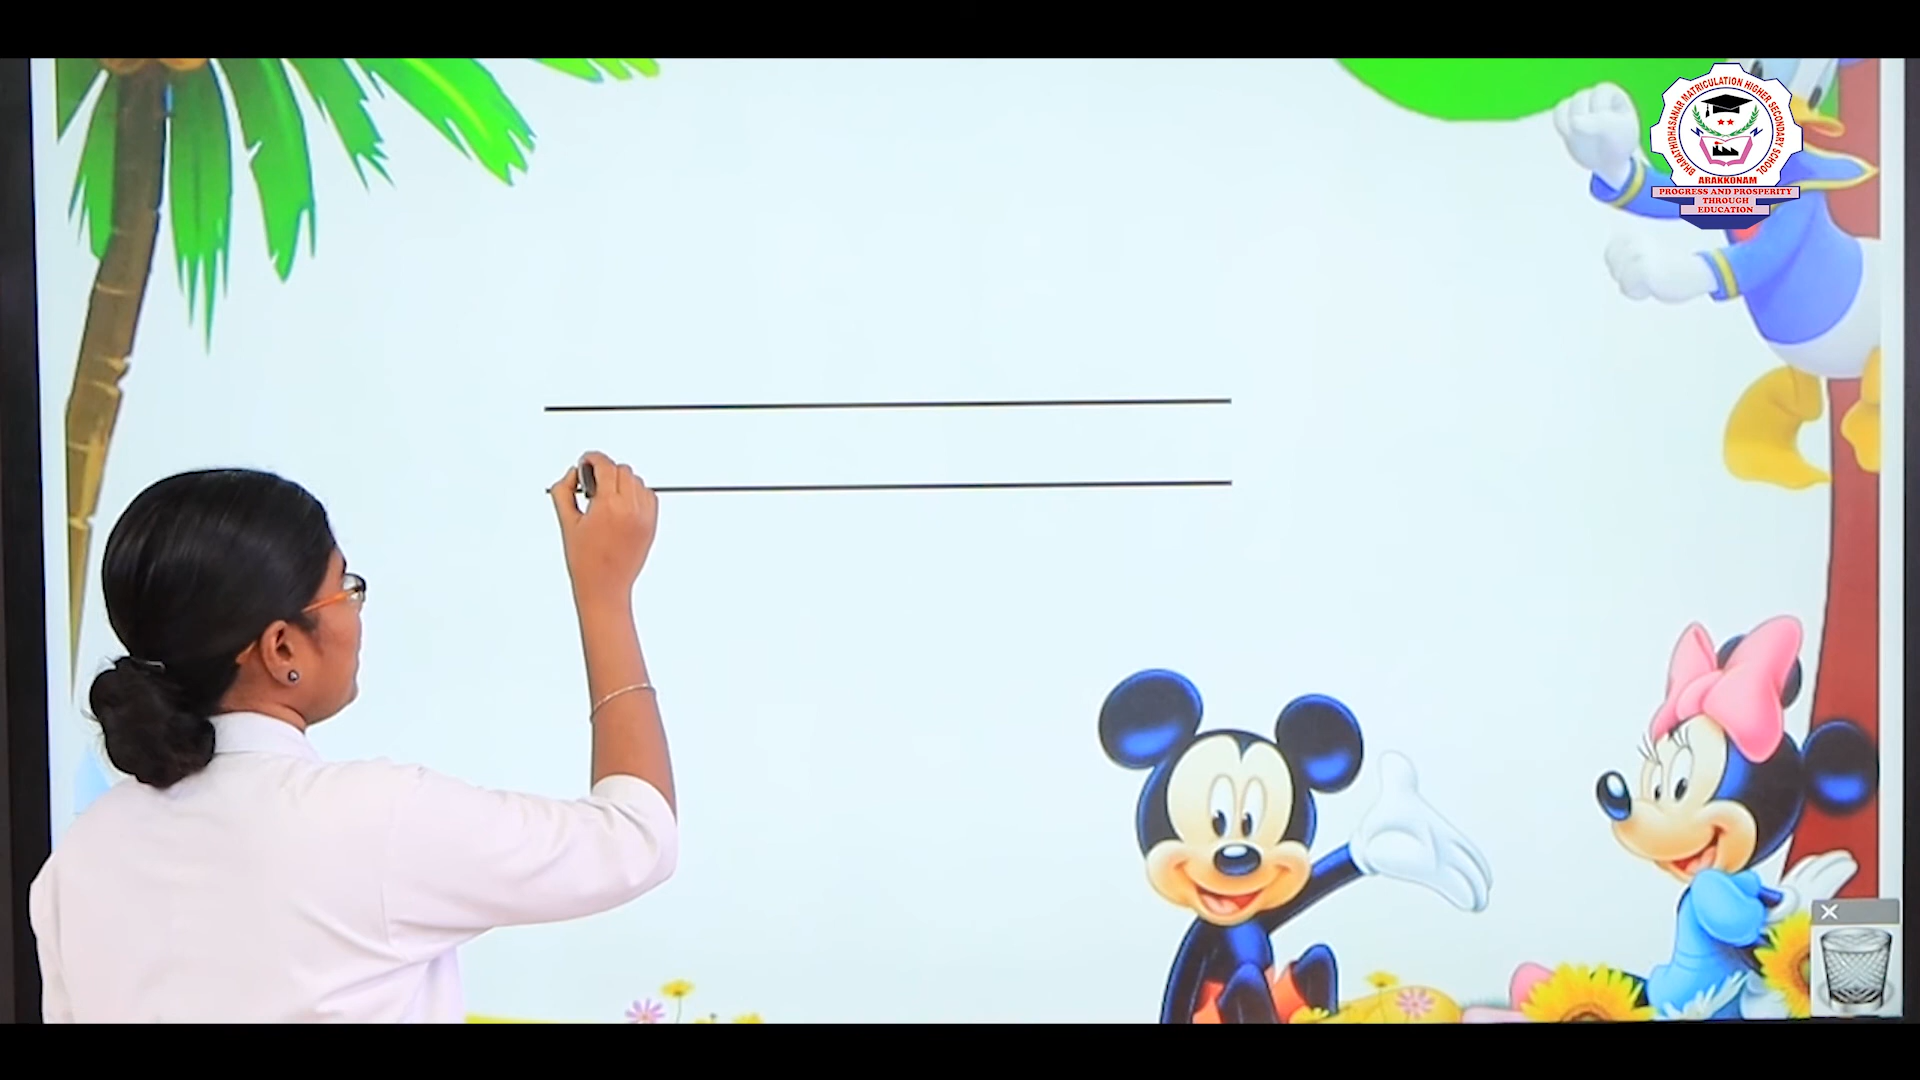 BHARATHIDHASANAR MATRICULATION HIGHER SECONDARY SCHOOL
ARAKKONAM
PROGRESS AND PROSPERITY
THROUGH
EDUCATION